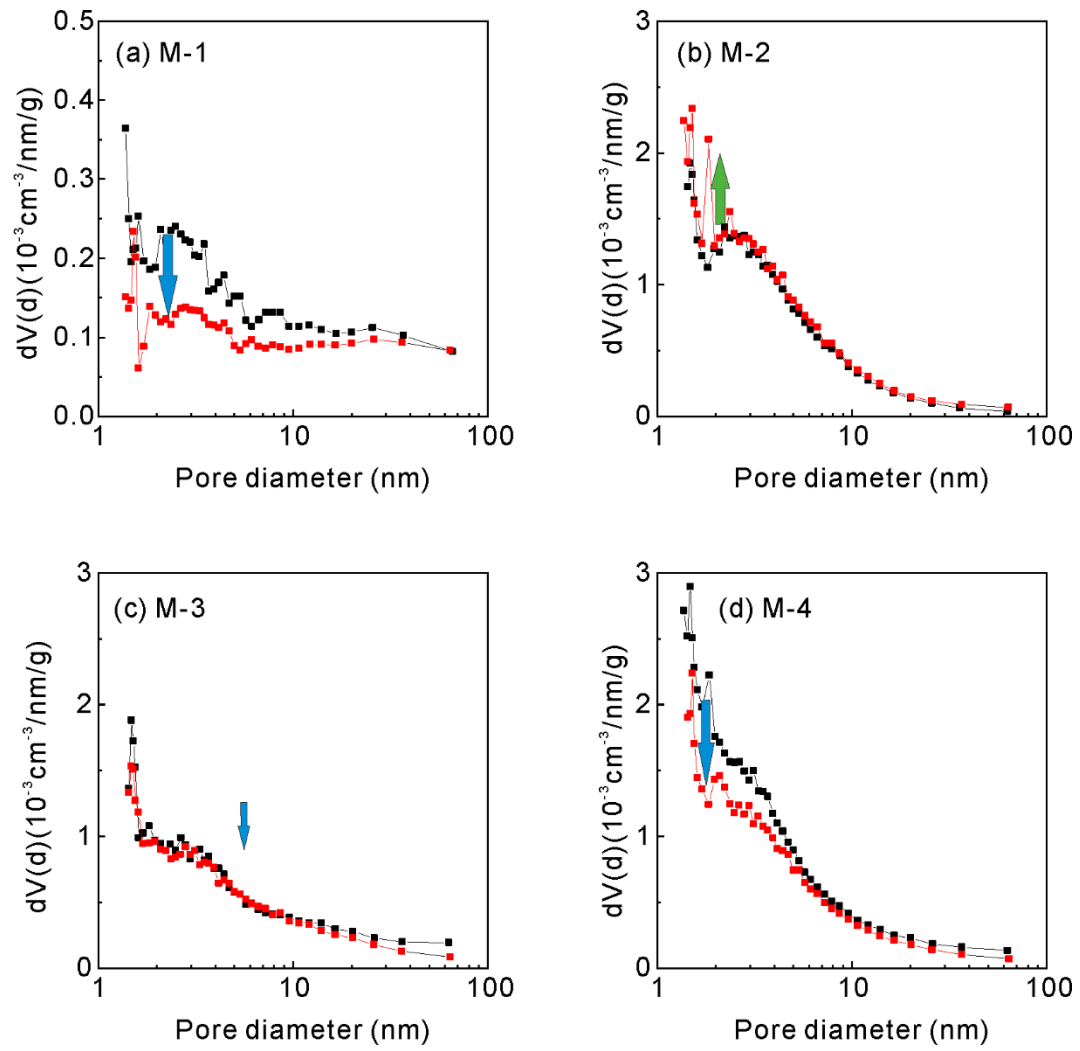 (a) M-1
dV(d)(10⁻³cm⁻³/nm/g)
0.5
0.4
0.3
0.2
0.1
0.0
1
10
100
Pore diameter (nm)
(b) M-2
dV(d)(10⁻³cm⁻³/nm/g)
3
2
1
0
1
10
100
Pore diameter (nm)
(c) M-3
dV(d)(10⁻³cm⁻³/nm/g)
3
2
1
0
1
10
100
Pore diameter (nm)
(d) M-4
dV(d)(10⁻³cm⁻³/nm/g)
3
2
1
0
1
10
100
Pore diameter (nm)